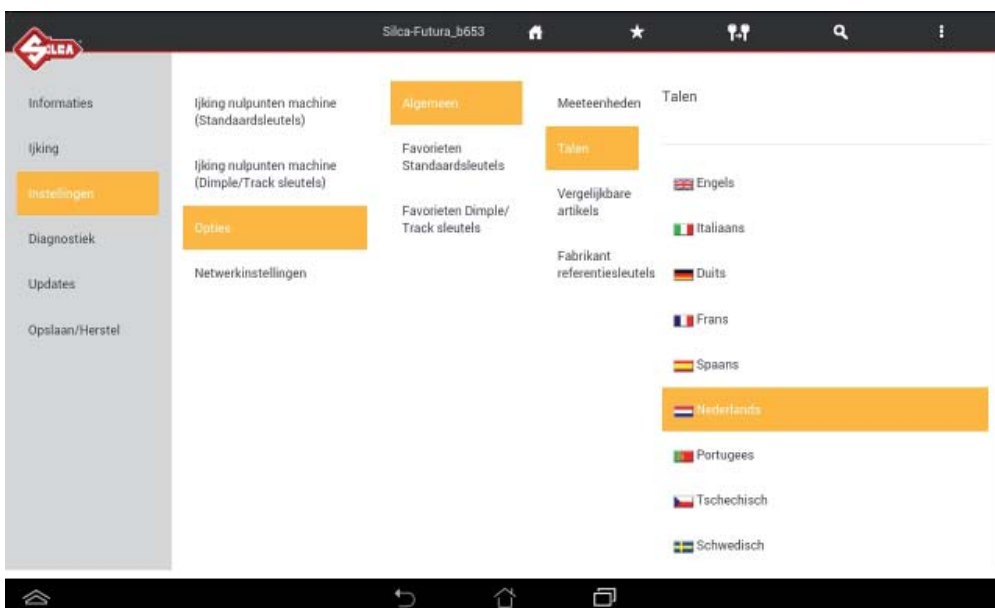 SILCA
Silca-Futura_b653
Informaties
Ijking
Instellingen
Diagnostiek
Updates
Opslaan/Herstel
Ijking nulpunten machine
(Standaardsleutels)
Ijking nulpunten machine
(Dimple/Track sleutels)
Opties
Netwerkinstellingen
Algemeen
Favorieten
Standaardsleutels
Favorieten Dimple/
Track sleutels
Meeteenheden
Talen
Vergelijkbare
artikels
Fabrikant
referentiesleutels
Talen
Engels
Italiaans
Duits
Frans
Spaans
Nederlands
Portugees
Tschechisch
Schwedisch